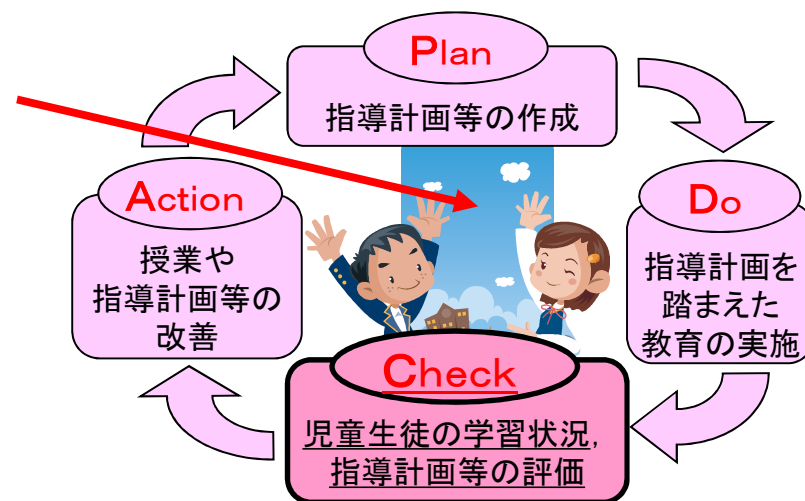 Plan
指導計画等の作成
Do
指導計画を
踏まえた
教育の実施
Check
児童生徒の学習状況,
指導計画等の評価
Action
授業や
指導計画等の
改善